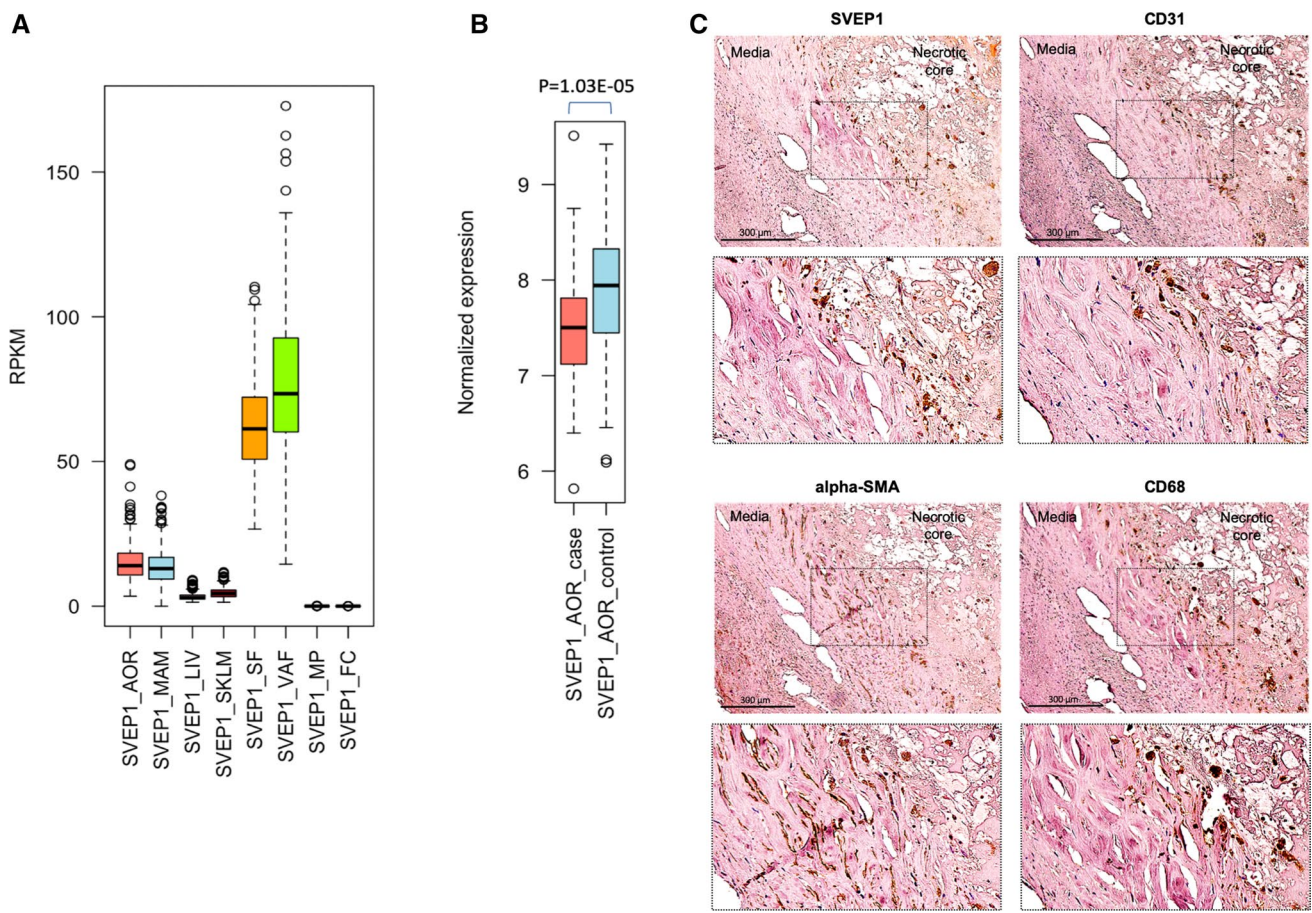 A
RPKM
150
100
50
0
SVEP1_AOR
SVEP1_MAM
SVEP1_LIV
SVEP1_SKLM
SVEP1_SF
SVEP1_VAF
SVEP1_MP
SVEP1_FC
B
P=1.03E-05
Normalized expression
9
8
7
6
SVEP1_AOR_case
SVEP1_AOR_control
C
SVEP1
Media
Necrotic
core
300 µm
CD31
Media
Necrotic
core
300 µm
alpha-SMA
Media
Necrotic
core
300 µm
CD68
Media
Necrotic
core
300 µm